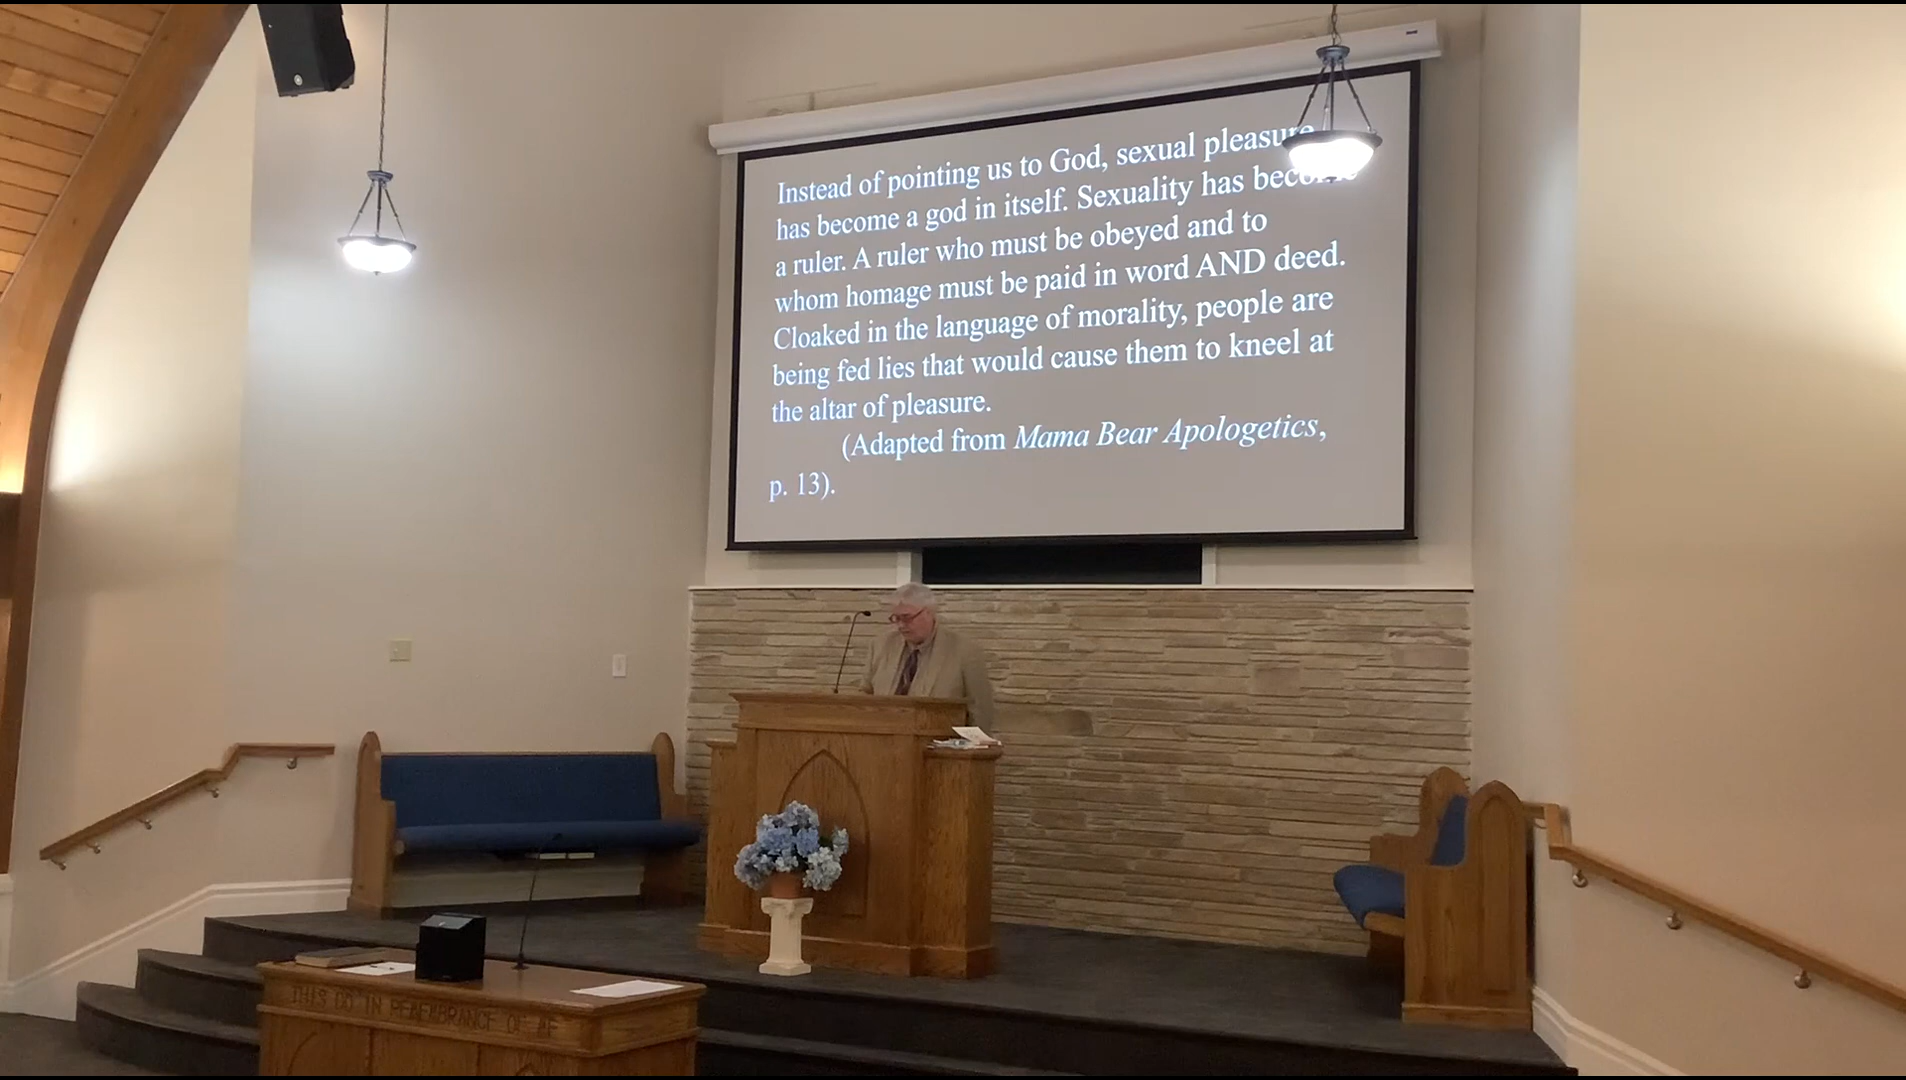 Instead of pointing us to God, sexual pleasure
has become a god in itself. Sexuality has become
a ruler. A ruler who must be obeyed and to
whom homage must be paid in word AND deed.
Cloaked in the language of morality, people are
being fed lies that would cause them to kneel at
the altar of pleasure.
(Adapted from Mama Bear Apologetics,
p. 13).
THIS DO IN REMEMBRANCE OF ME